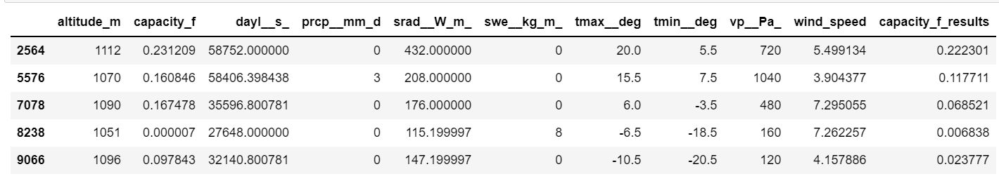 altitude_m capacity_f dayl__s_ prcp__mm_d srad__W_m_ swe__kg_m_ tmax__deg tmin__deg vp__Pa_ wind_speed capacity_f_results
2564 1112 0.231209 58752.000000 0 432.000000 0 20.0 5.5 720 5.499134 0.222301
5576 1070 0.160846 58406.398438 3 208.000000 0 15.5 7.5 1040 3.904377 0.117711
7078 1090 0.167478 35596.800781 0 176.000000 0 6.0 -3.5 480 7.295055 0.068521
8238 1051 0.000007 27648.000000 0 115.199997 8 -6.5 -18.5 160 7.262257 0.006838
9066 1096 0.097843 32140.800781 0 147.199997 0 -10.5 -20.5 120 4.157886 0.023777